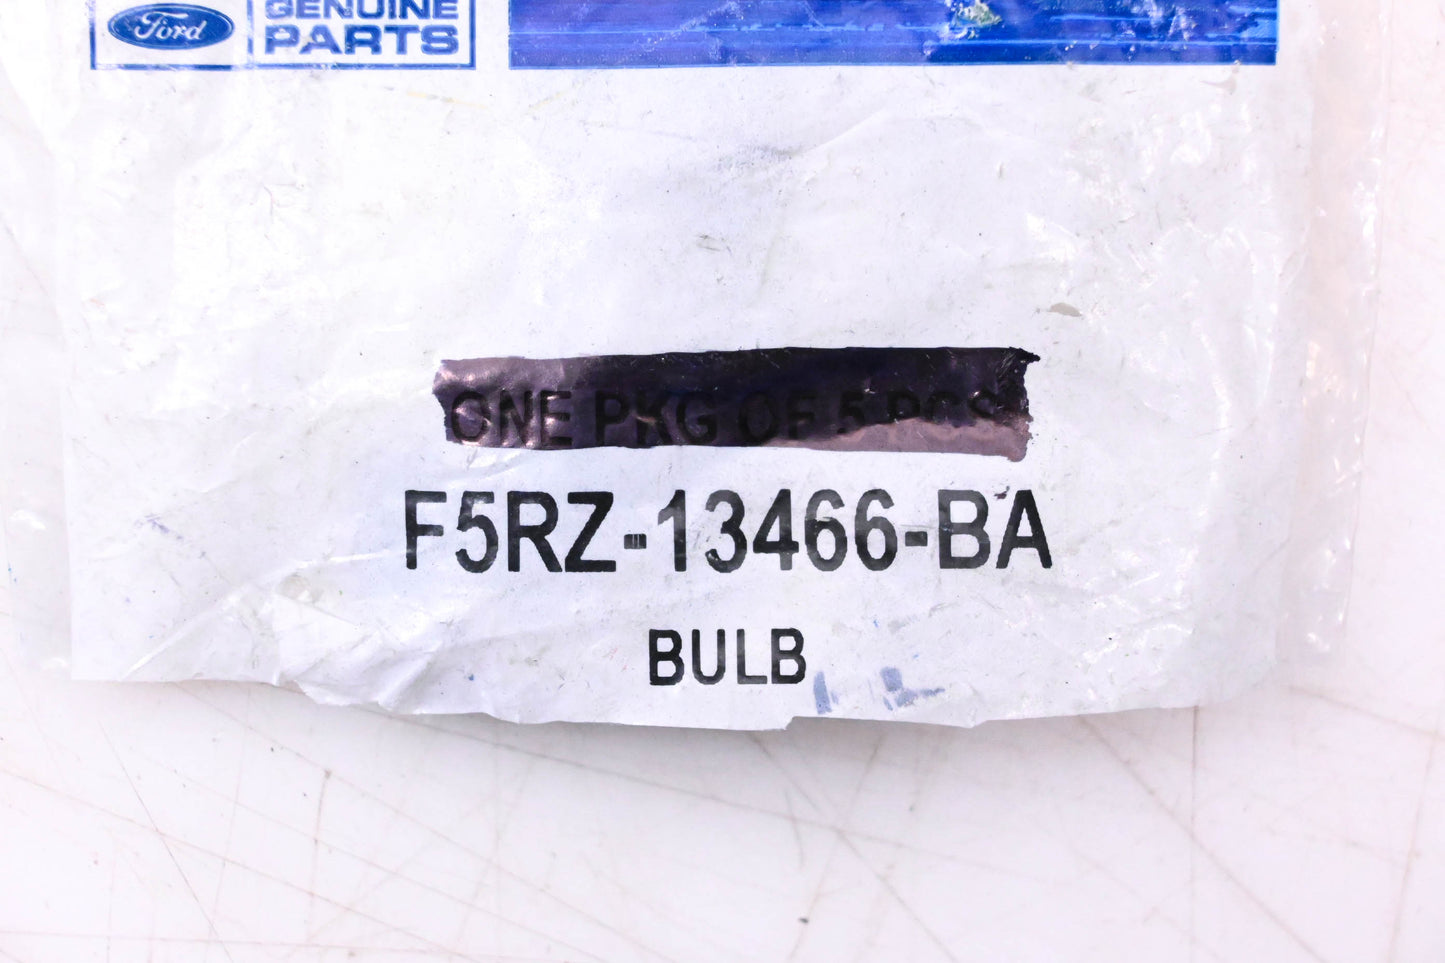 Ford
GENUINE
PARTS
ONE PKG OF 5 PCS
F5RZ-13466-BA
BULB